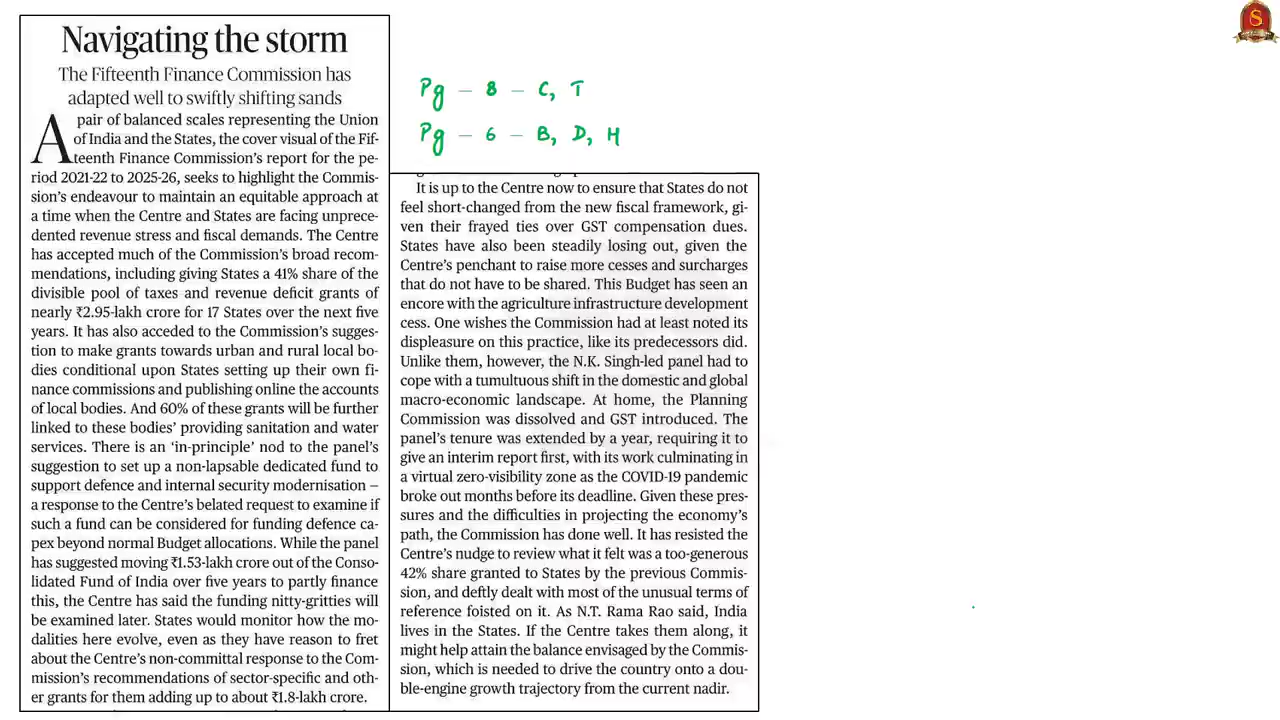 Navigating the storm
The Fifteenth Finance Commission has
adapted well to swiftly shifting sands
A pair of balanced scales representing the Union
of India and the States, the cover visual of the Fif-
teenth Finance Commission's report for the pe-
riod 2021-22 to 2025-26, seeks to highlight the Commis-
sion's endeavour to maintain an equitable approach at
a time when the Centre and States are facing unprece-
dented revenue stress and fiscal demands. The Centre
has accepted much of the Commission's broad recom-
mendations, including giving States a 41% share of the
divisible pool of taxes and revenue deficit grants of
nearly ₹2.95-lakh crore for 17 States over the next five
years. It has also acceded to the Commission's sugges-
tion to make grants towards urban and rural local bo-
dies conditional upon States setting up their own fi-
nance commissions and publishing online the accounts
of local bodies. And 60% of these grants will be further
linked to these bodies' providing sanitation and water
services. There is an 'in-principle' nod to the panel's
suggestion to set up a non-lapsable dedicated fund to
support defence and internal security modernisation –
a response to the Centre's belated request to examine if
such a fund can be considered for funding defence ca-
pex beyond normal Budget allocations. While the panel
has suggested moving ₹1.53-lakh crore out of the Conso-
lidated Fund of India over five years to partly finance
this, the Centre has said the funding nitty-gritties will
be examined later. States would monitor how the mo-
dalities here evolve, even as they have reason to fret
about the Centre's non-committal response to the Com-
mission's recommendations of sector-specific and oth-
er grants for them adding up to about ₹1.8-lakh crore.
Pg – 8 – C, T
Pg – 6 – B, D, H
It is up to the Centre now to ensure that States do not
feel short-changed from the new fiscal framework, gi-
ven their frayed ties over GST compensation dues.
States have also been steadily losing out, given the
Centre's penchant to raise more cesses and surcharges
that do not have to be shared. This Budget has seen an
encore with the agriculture infrastructure development
cess. One wishes the Commission had at least noted its
displeasure on this practice, like its predecessors did.
Unlike them, however, the N.K. Singh-led panel had to
cope with a tumultuous shift in the domestic and global
macro-economic landscape. At home, the Planning
Commission was dissolved and GST introduced. The
panel's tenure was extended by a year, requiring it to
give an interim report first, with its work culminating in
a virtual zero-visibility zone as the COVID-19 pandemic
broke out months before its deadline. Given these pres-
sures and the difficulties in projecting the economy's
path, the Commission has done well. It has resisted the
Centre's nudge to review what it felt was a too-generous
42% share granted to States by the previous Commis-
sion, and deftly dealt with most of the unusual terms of
reference foisted on it. As N.T. Rama Rao said, India
lives in the States. If the Centre takes them along, it
might help attain the balance envisaged by the Commis-
sion, which is needed to drive the country onto a dou-
ble-engine growth trajectory from the current nadir.